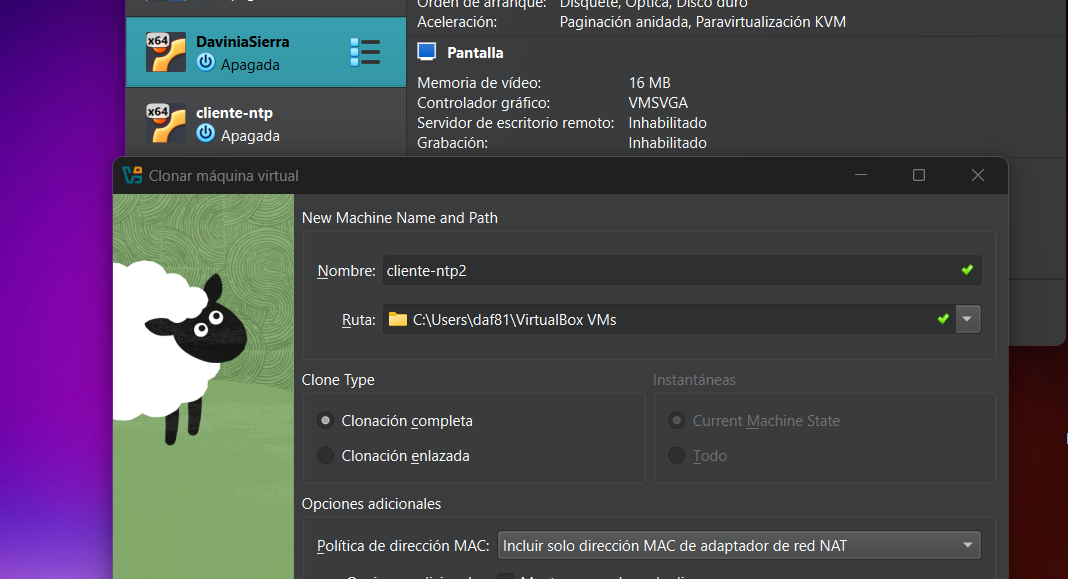 Orden de arranque: Disquete, Óptica, Disco duro
Aceleración: Paginación anidada, Paravirtualización KVM
x64 DaviniaSierra
Apagada
Pantalla
Memoria de vídeo: 16 MB
Controlador gráfico: VMSVGA
Servidor de escritorio remoto: Inhabilitado
Grabación: Inhabilitado
x64 cliente-ntp
Apagada
Clonar máquina virtual
New Machine Name and Path
Nombre: cliente-ntp2
Ruta: C:\Users\daf81\VirtualBox VMs
Clone Type
Clonación completa
Clonación enlazada
Instantáneas
Current Machine State
Todo
Opciones adicionales
Política de dirección MAC: Incluir solo dirección MAC de adaptador de red NAT